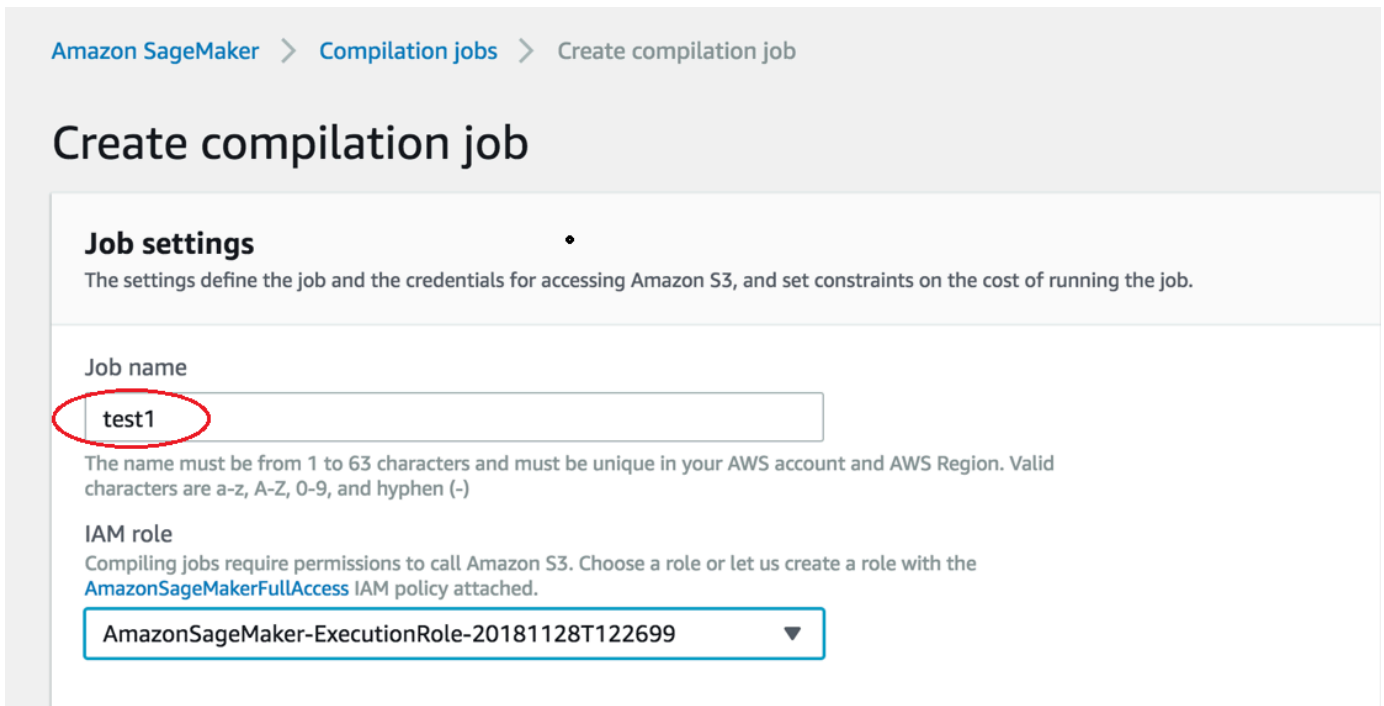 Amazon SageMaker > Compilation jobs > Create compilation job
Create compilation job
Job settings
The settings define the job and the credentials for accessing Amazon S3, and set constraints on the cost of running the job.
Job name
test1
The name must be from 1 to 63 characters and must be unique in your AWS account and AWS Region. Valid
characters are a-z, A-Z, 0-9, and hyphen (-)
IAM role
Compiling jobs require permissions to call Amazon S3. Choose a role or let us create a role with the
AmazonSageMakerFullAccess IAM policy attached.
AmazonSageMaker-ExecutionRole-20181128T122699